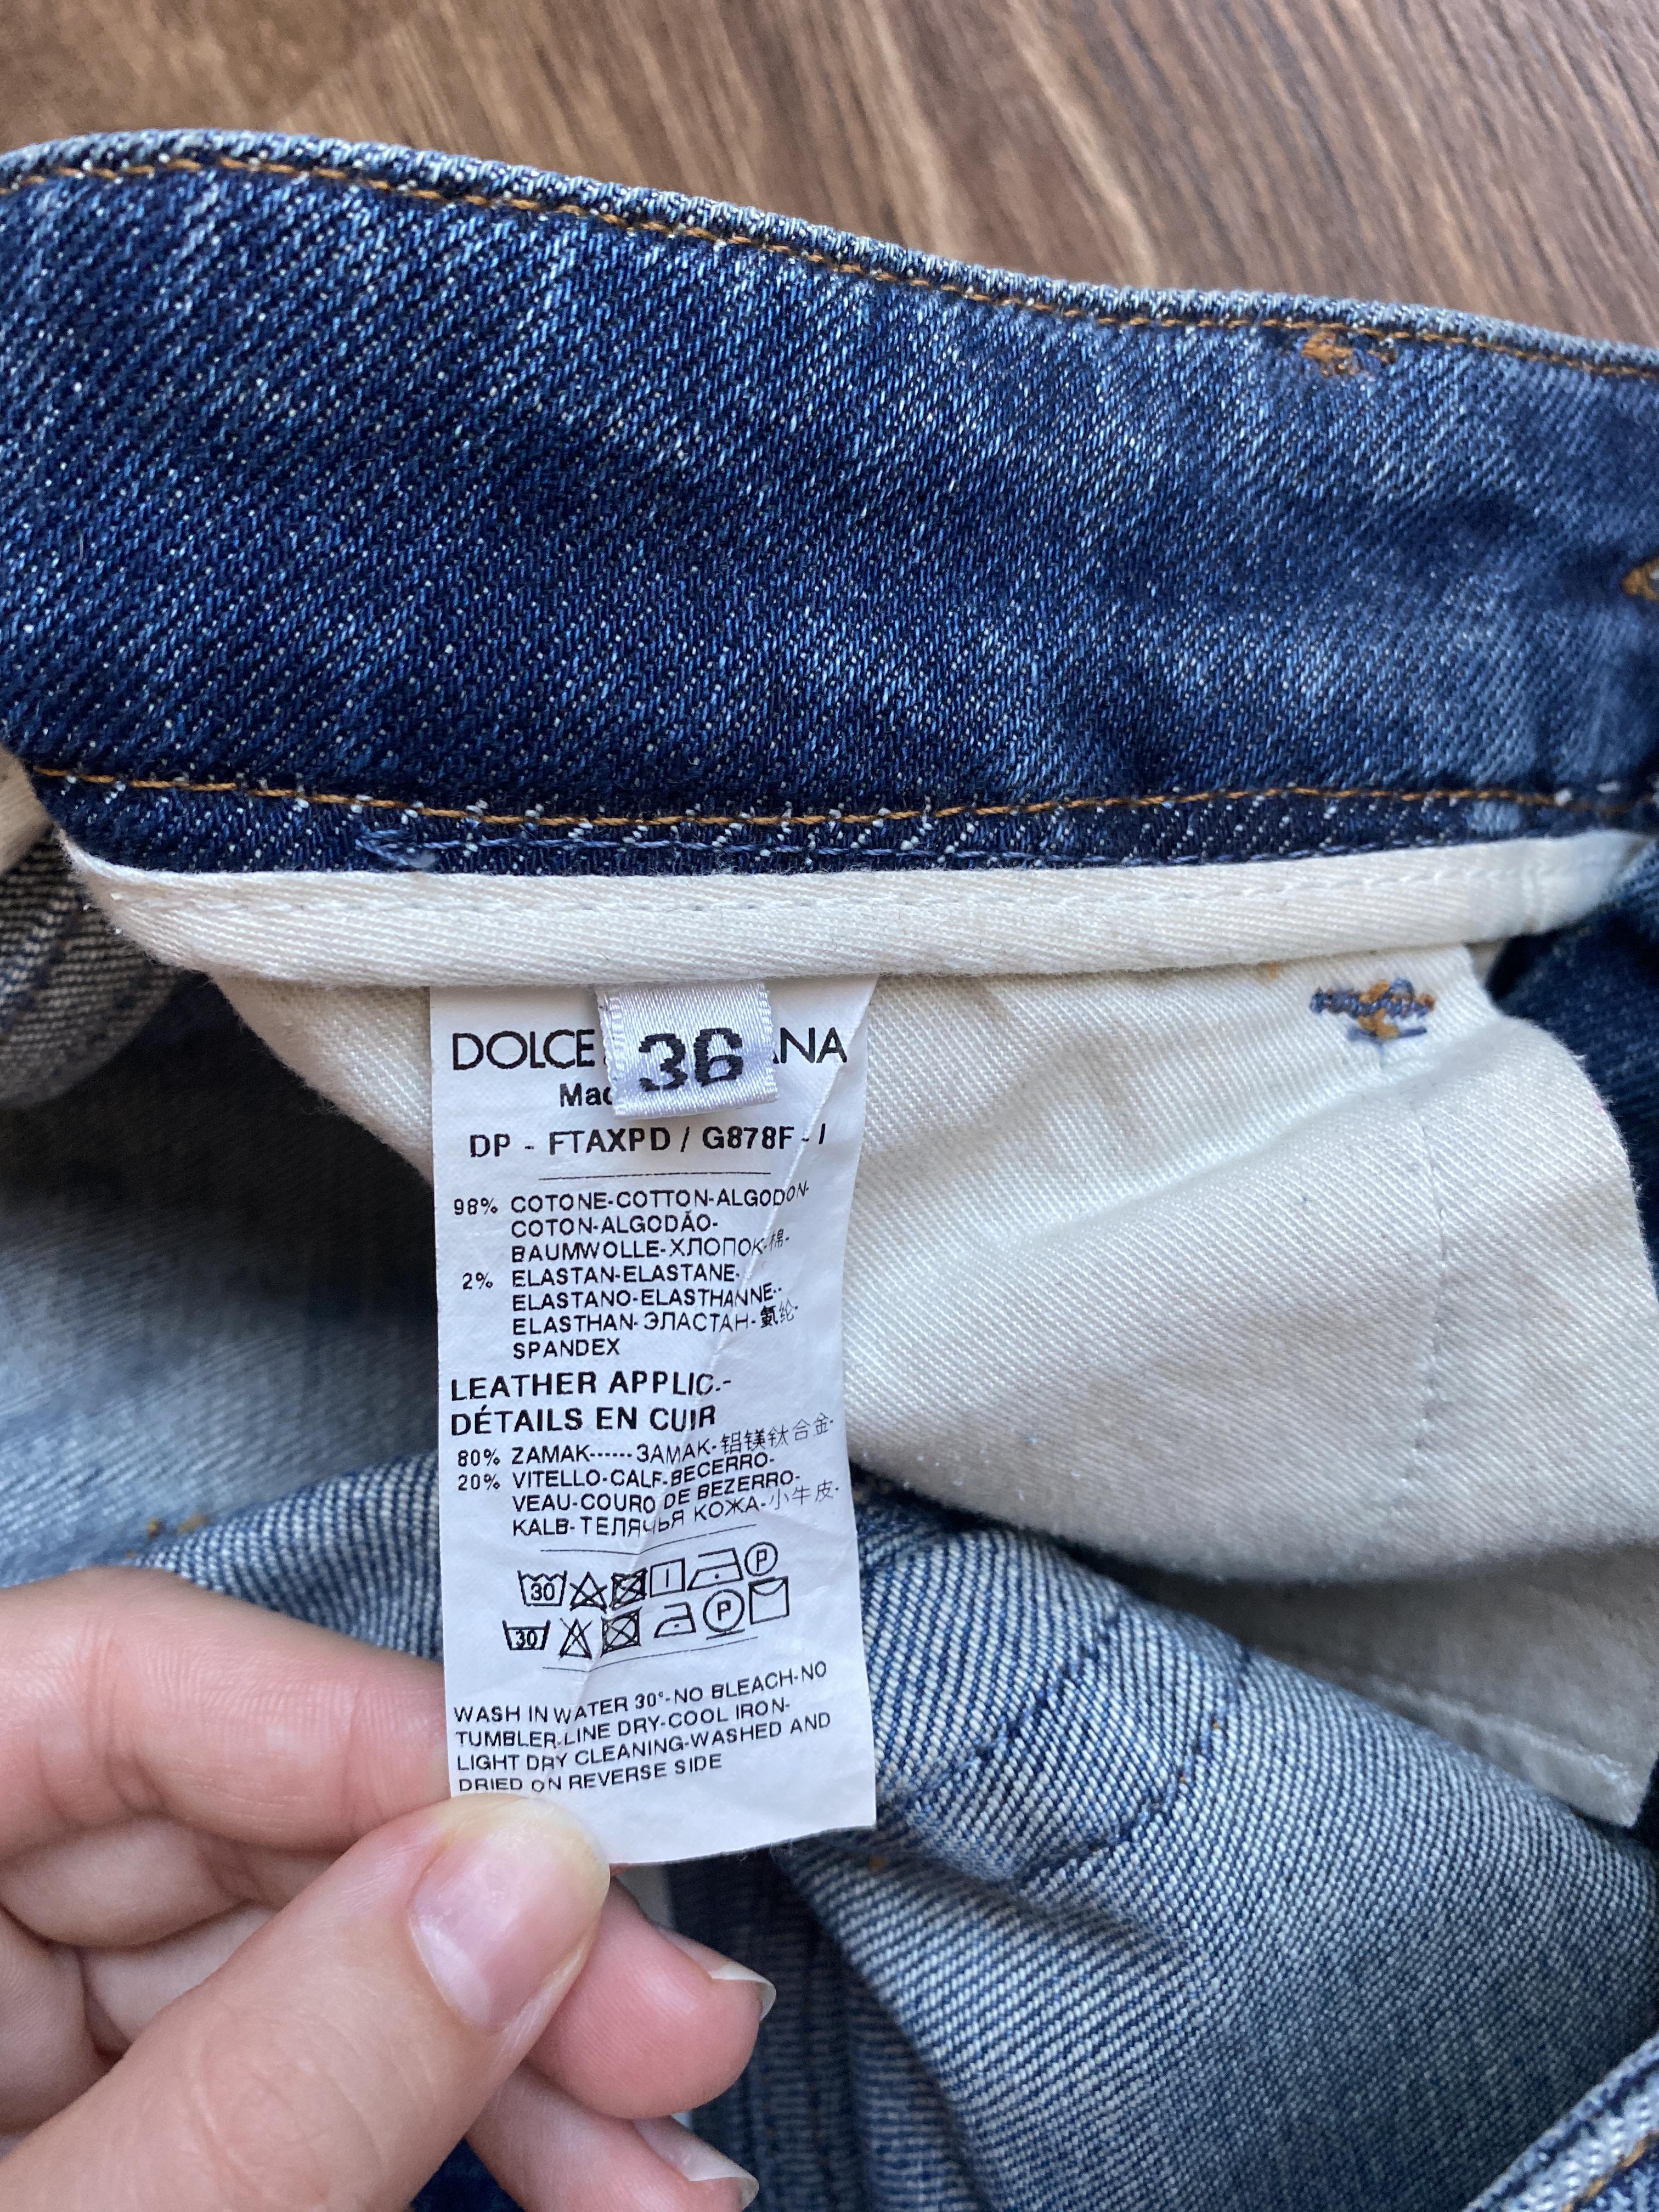 DOLCE
36
NA
DP - FTAXPD / G878F - I
98% COTONE-COTTON-ALGODON-
COTON-ALGODÃO-
BAUMWOLLE-ХЛОПОК-棉-
2% ELASTAN-ELASTANE-
ELASTANO-ELASTHANNE--
ELASTHAN-ЭЛАСТАН-氨纶-
SPANDEX
LEATHER APPLIC.-
DÉTAILS EN CUIR
80% ZAMAK------ЗАМАК-铝镁钛合金-
20% VITELLO-CALF-BECERRO-
VEAU-COURO DE BEZERRO-
KALB-ТЕЛЯЧЬЯ КОЖА-小牛皮-
30 P
30 P
WASH IN WATER 30°-NO BLEACH-NO
TUMBLER-LINE DRY-COOL IRON-
LIGHT DRY CLEANING-WASHED AND
DRIED ON REVERSE SIDE